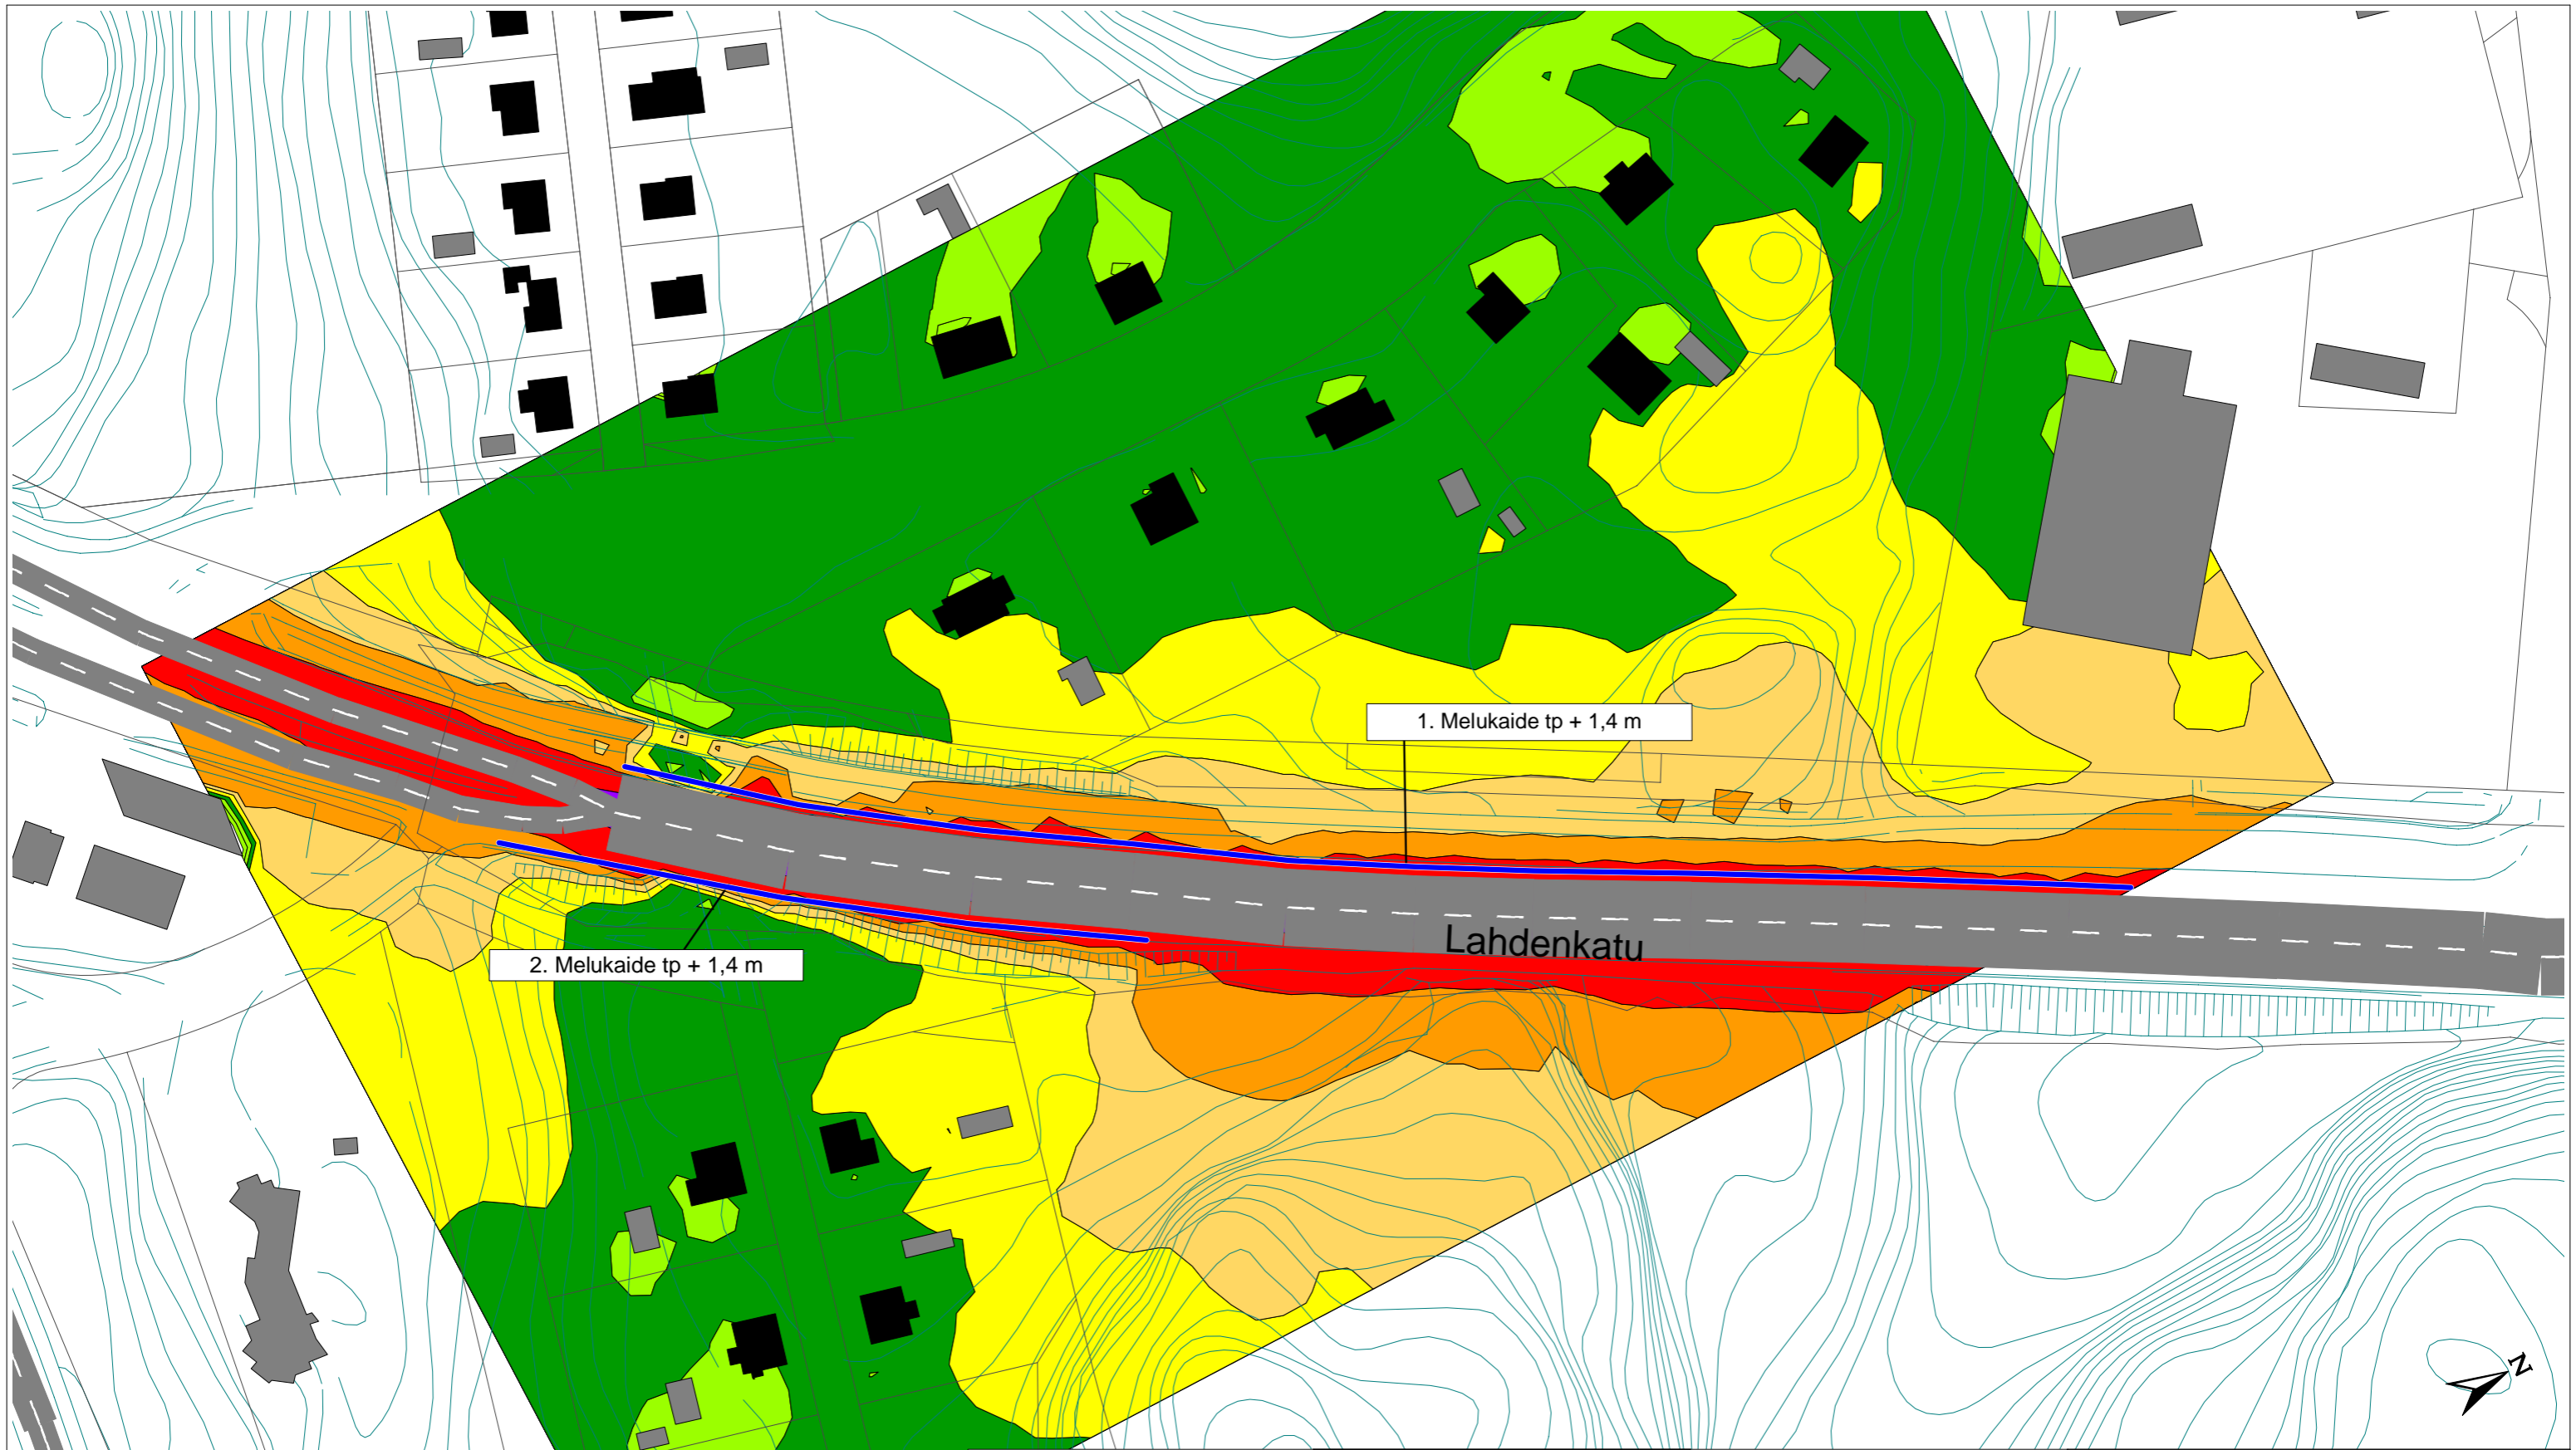 1. Melukaide tp + 1,4 m
Lahdenkatu
2. Melukaide tp + 1,4 m
N